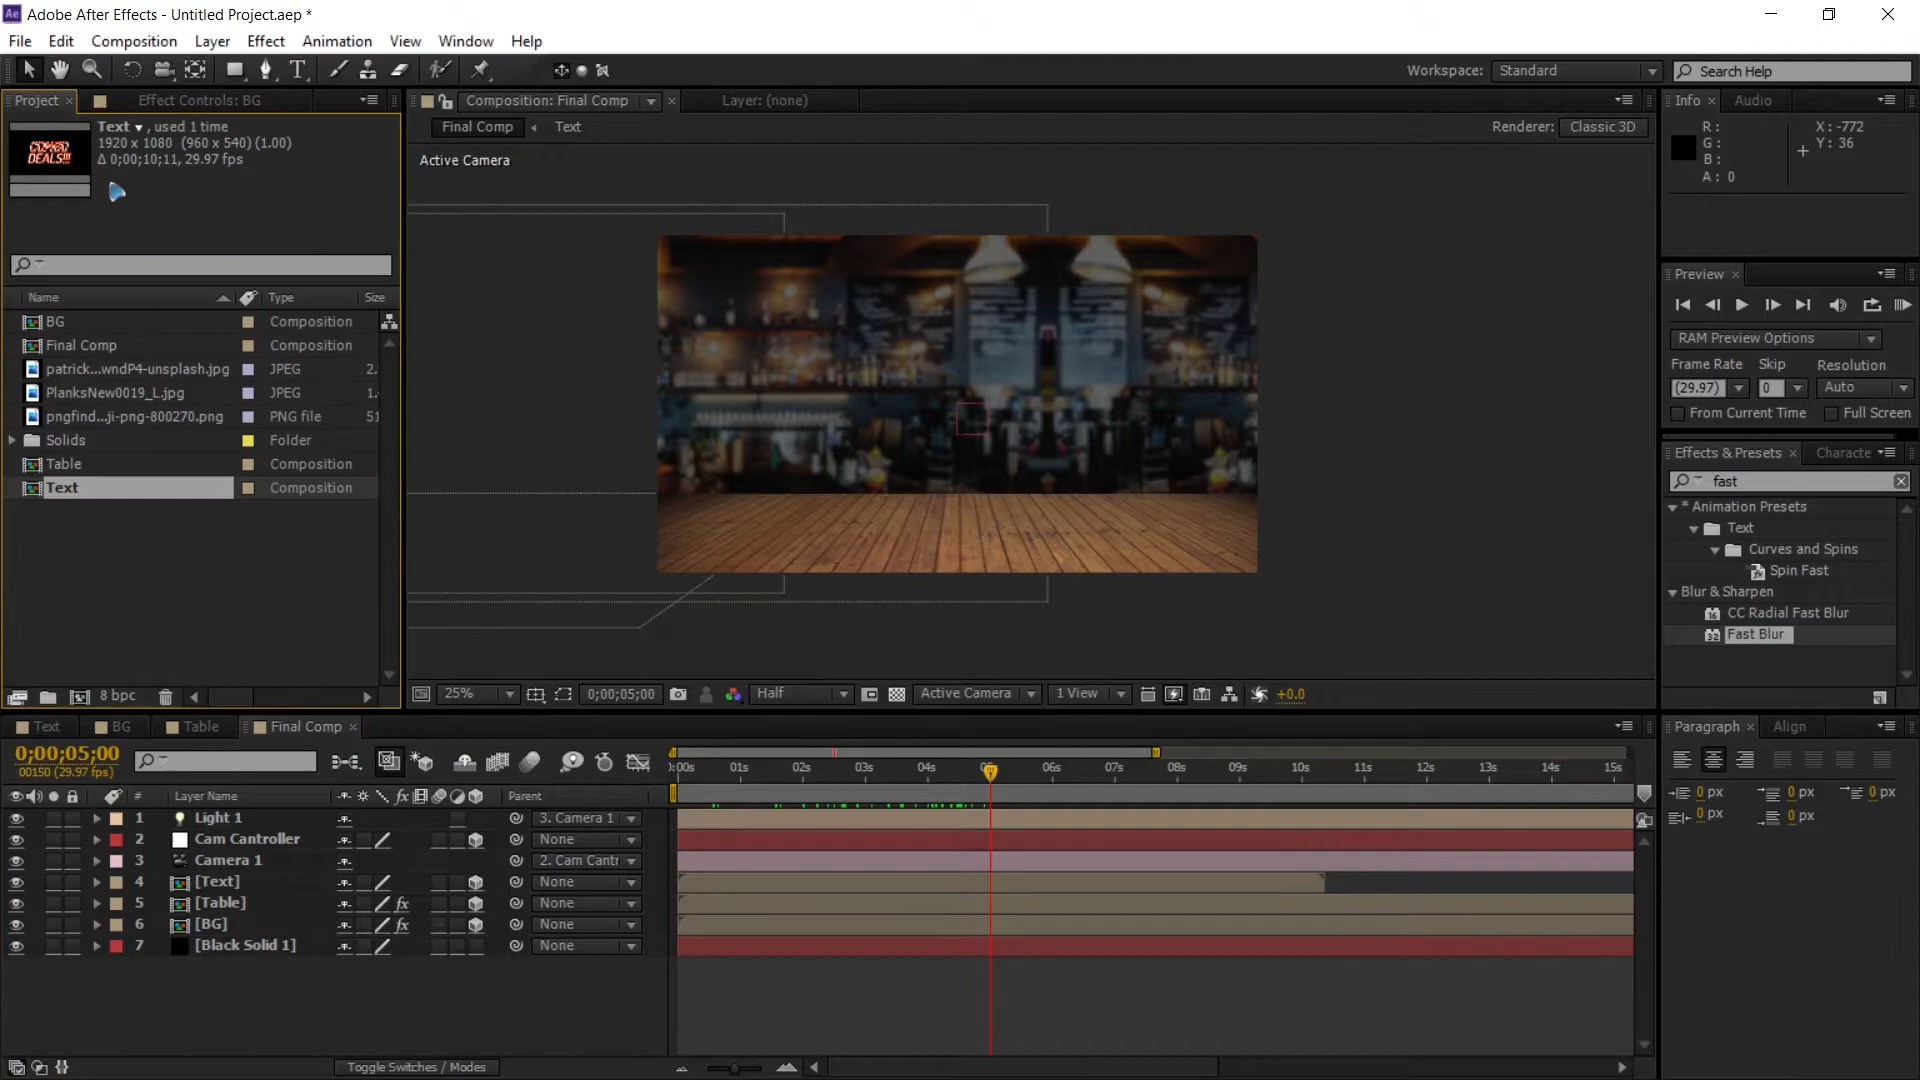 Adobe After Effects - Untitled Project.aep *
File Edit Composition Layer Effect Animation View Window Help
Workspace: Standard Search Help
Project Effect Controls: BG
Composition: Final Comp Layer: (none)
Info Audio
Text , used 1 time
1920 x 1080 (960 x 540) (1.00)
Δ 0;00;10;11, 29.97 fps
COMBO
DEALS!!!
Final Comp Text
Renderer: Classic 3D
Active Camera
R :
G :
B :
A : 0
X : -772
Y : 36
Name Type Size
BG Composition
Final Comp Composition
patrick...wndP4-unsplash.jpg JPEG 2.
PlanksNew0019_L.jpg JPEG 1.
pngfind...ji-png-800270.png PNG file 51
Solids Folder
Table Composition
Text Composition
8 bpc
25% 0;00;05;00 Half Active Camera 1 View +0.0
Preview
RAM Preview Options
Frame Rate Skip Resolution
(29.97) 0 Auto
From Current Time Full Screen
Effects & Presets Characte
fast
* Animation Presets
Text
Curves and Spins
Spin Fast
Blur & Sharpen
CC Radial Fast Blur
Fast Blur
Text BG Table Final Comp
0;00;05;00
00150 (29.97 fps)
):00s 01s 02s 03s 04s 05s 06s 07s 08s 09s 10s 11s 12s 13s 14s 15s
# Layer Name fx Parent
1 Light 1 3. Camera 1
2 Cam Cantroller None
3 Camera 1 2. Cam Cantr
4 [Text] None
5 [Table] fx None
6 [BG] fx None
7 [Black Solid 1] None
Toggle Switches / Modes
Paragraph Align
0 px 0 px 0 px
0 px 0 px